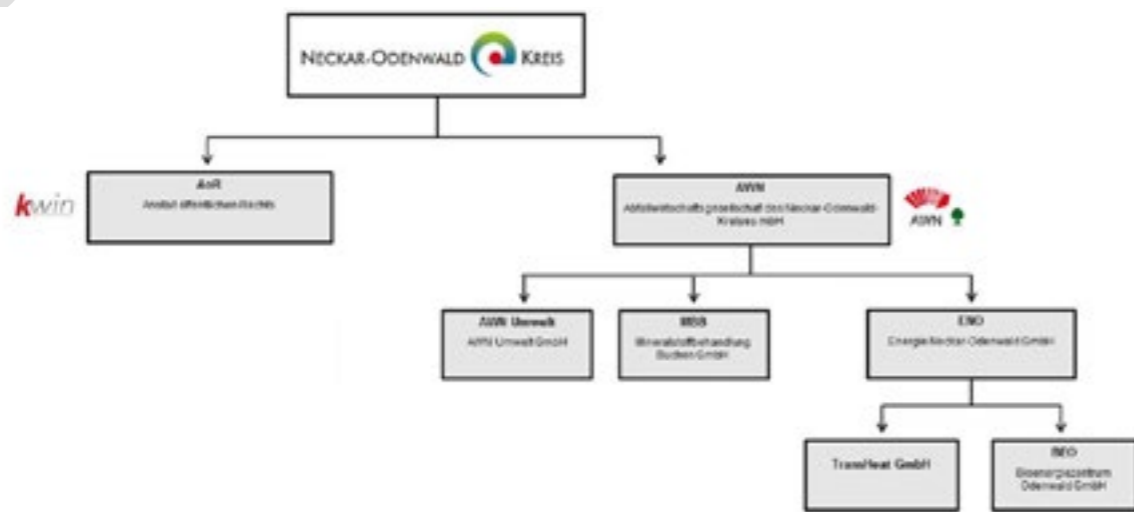 NECKAR-ODENWALD KREIS
kwin
AöR
Anstalt öffentlichen Rechts
AWN
Abfallwirtschaftsgesellschaft des Neckar-Odenwald-
Kreises mbH
AWN
AWN Umwelt
AWN Umwelt GmbH
MBB
Mineralstoffbehandlung
Buchen GmbH
ENO
Energie Neckar-Odenwald GmbH
TransHeat GmbH
BEO
Bioenergiezentrum
Odenwald GmbH